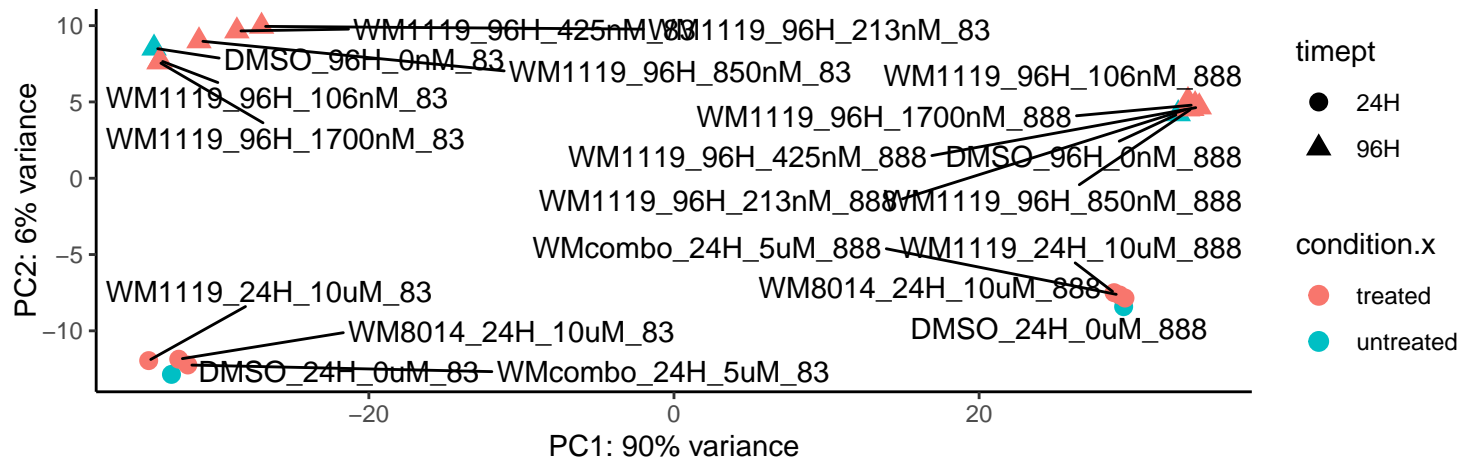 10
5
0
−5
−10
PC2: 6% variance
−20
0
20
PC1: 90% variance
WM1119_96H_425nM_83
WM1119_96H_213nM_83
DMSO_96H_0nM_83
WM1119_96H_850nM_83
WM1119_96H_106nM_888
WM1119_96H_106nM_83
WM1119_96H_1700nM_888
WM1119_96H_1700nM_83
WM1119_96H_425nM_888
DMSO_96H_0nM_888
WM1119_96H_213nM_888
WM1119_96H_850nM_888
WMcombo_24H_5uM_888
WM1119_24H_10uM_888
WM1119_24H_10uM_83
WM8014_24H_10uM_888
WM8014_24H_10uM_83
DMSO_24H_0uM_888
DMSO_24H_0uM_83
WMcombo_24H_5uM_83
timept
24H
96H
condition.x
treated
untreated